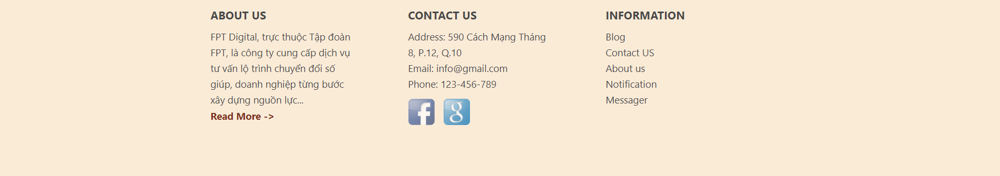 ABOUT US
FPT Digital, trực thuộc Tập đoàn
FPT, là công ty cung cấp dịch vụ
tư vấn lộ trình chuyển đổi số
giúp, doanh nghiệp từng bước
xây dựng nguồn lực...
Read More ->
CONTACT US
Address: 590 Cách Mạng Tháng
8, P.12, Q.10
Email: info@gmail.com
Phone: 123-456-789
f
g
INFORMATION
Blog
Contact US
About us
Notification
Messager